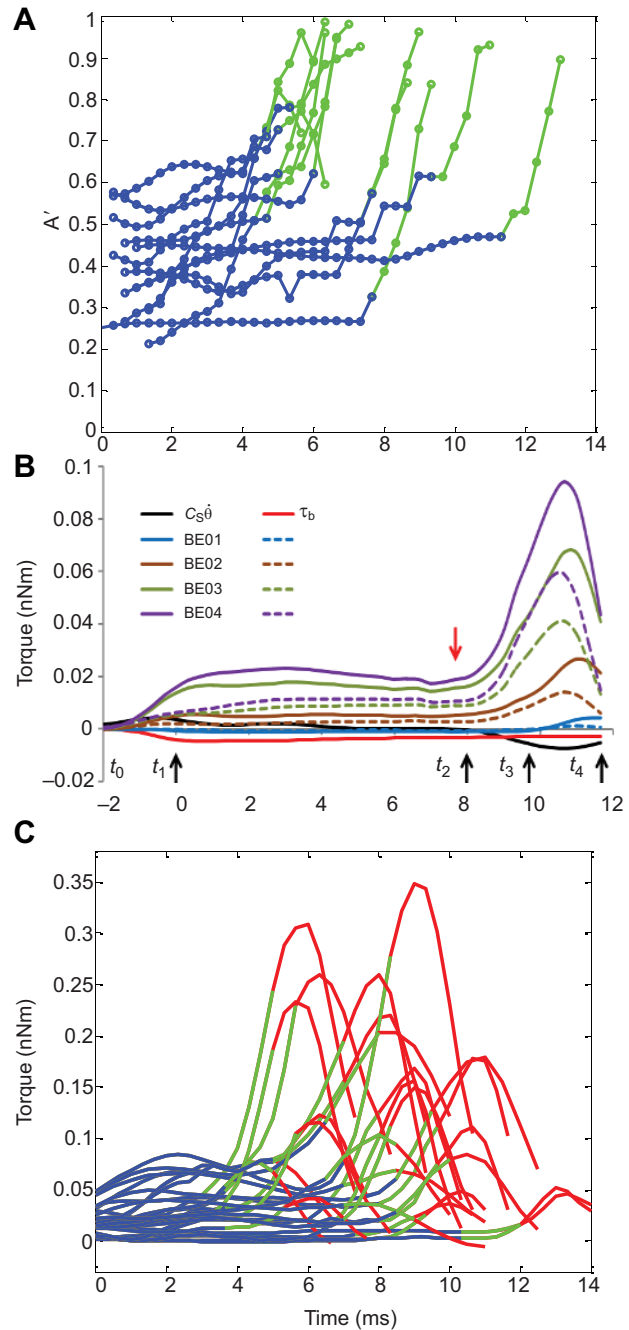 A
1
0.9
0.8
0.7
0.6
0.5
0.4
0.3
0.2
0.1
0
A′
0 2 4 6 8 10 12 14
B
0.1
0.08
0.06
0.04
0.02
0
–0.02
Torque (nNm)
C_S θ̇ τ_b
BE01
BE02
BE03
BE04
t_0 t_1 t_2 t_3 t_4
–2 0 2 4 6 8 10 12
C
0.35
0.3
0.25
0.2
0.15
0.1
0.05
0
Torque (nNm)
0 2 4 6 8 10 12 14
Time (ms)